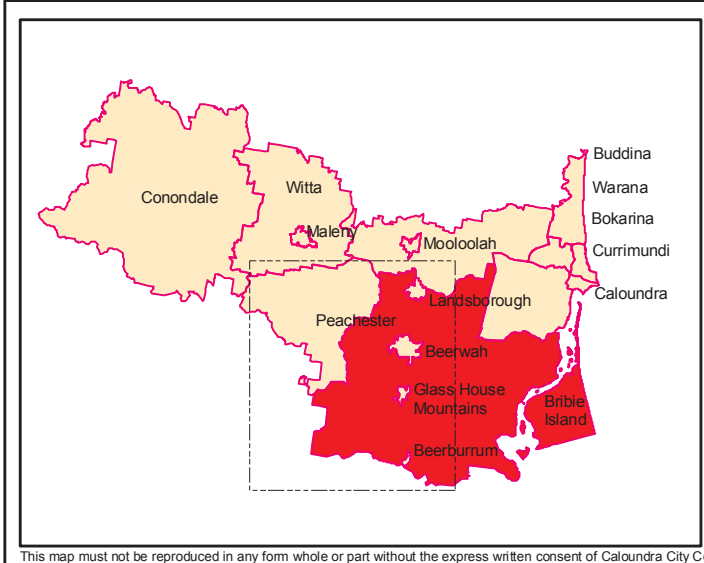 Buddina
Warana
Witta
Conondale
Bokarina
Maleny
Mooloolah
Currimundi
Caloundra
Landsborough
Peachester
Beerwah
Glass House
Mountains
Bribie
Island
Beerburrum
This map must not be reproduced in any form whole or part without the express written consent of Caloundra City C